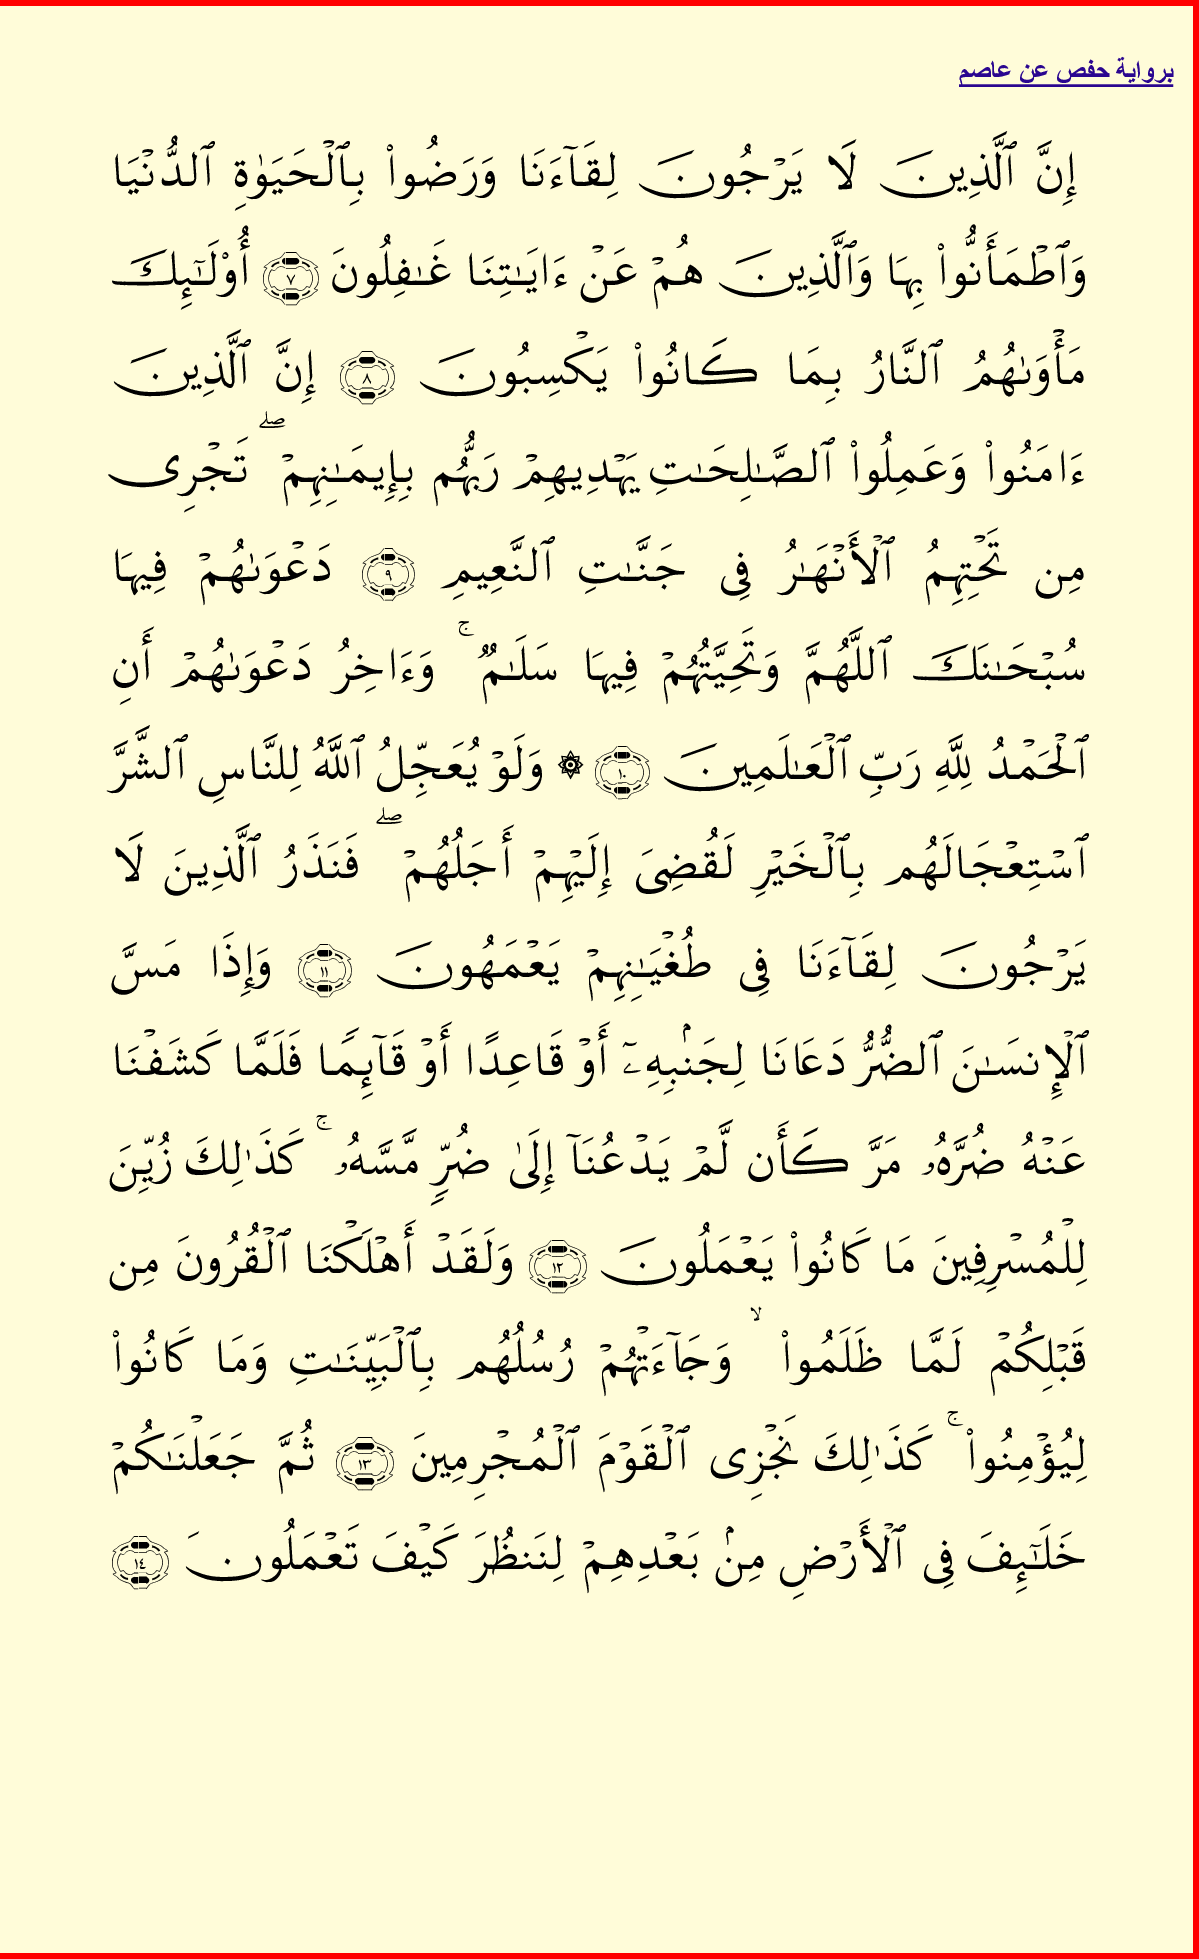 برواية حفص عن عاصم
إِنَّ ٱلَّذِينَ لَا يَرْجُونَ لِقَآءَنَا وَرَضُوا۟ بِٱلْحَيَوٰةِ ٱلدُّنْيَا
وَٱطْمَأَنُّوا۟ بِهَا وَٱلَّذِينَ هُمْ عَنْ ءَايَـٰتِنَا غَـٰفِلُونَ ٧ أُو۟لَـٰٓئِكَ
مَأْوَىٰهُمُ ٱلنَّارُ بِمَا كَانُوا۟ يَكْسِبُونَ ٨ إِنَّ ٱلَّذِينَ
ءَامَنُوا۟ وَعَمِلُوا۟ ٱلصَّـٰلِحَـٰتِ يَهْدِيهِمْ رَبُّهُم بِإِيمَـٰنِهِمْ ۖ تَجْرِى
مِن تَحْتِهِمُ ٱلْأَنْهَـٰرُ فِى جَنَّـٰتِ ٱلنَّعِيمِ ٩ دَعْوَىٰهُمْ فِيهَا
سُبْحَـٰنَكَ ٱللَّهُمَّ وَتَحِيَّتُهُمْ فِيهَا سَلَـٰمٌ ۚ وَءَاخِرُ دَعْوَىٰهُمْ أَنِ
ٱلْحَمْدُ لِلَّهِ رَبِّ ٱلْعَـٰلَمِينَ ١٠ ۞ وَلَوْ يُعَجِّلُ ٱللَّهُ لِلنَّاسِ ٱلشَّرَّ
ٱسْتِعْجَالَهُم بِٱلْخَيْرِ لَقُضِىَ إِلَيْهِمْ أَجَلُهُمْ ۖ فَنَذَرُ ٱلَّذِينَ لَا
يَرْجُونَ لِقَآءَنَا فِى طُغْيَـٰنِهِمْ يَعْمَهُونَ ١١ وَإِذَا مَسَّ
ٱلْإِنسَـٰنَ ٱلضُّرُّ دَعَانَا لِجَنۢبِهِۦٓ أَوْ قَاعِدًا أَوْ قَآئِمًا فَلَمَّا كَشَفْنَا
عَنْهُ ضُرَّهُۥ مَرَّ كَأَن لَّمْ يَدْعُنَآ إِلَىٰ ضُرٍّ مَّسَّهُۥ ۚ كَذَٰلِكَ زُيِّنَ
لِلْمُسْرِفِينَ مَا كَانُوا۟ يَعْمَلُونَ ١٢ وَلَقَدْ أَهْلَكْنَا ٱلْقُرُونَ مِن
قَبْلِكُمْ لَمَّا ظَلَمُوا۟ ۙ وَجَآءَتْهُمْ رُسُلُهُم بِٱلْبَيِّنَـٰتِ وَمَا كَانُوا۟
لِيُؤْمِنُوا۟ ۚ كَذَٰلِكَ نَجْزِى ٱلْقَوْمَ ٱلْمُجْرِمِينَ ١٣ ثُمَّ جَعَلْنَـٰكُمْ
خَلَـٰٓئِفَ فِى ٱلْأَرْضِ مِنۢ بَعْدِهِمْ لِنَنظُرَ كَيْفَ تَعْمَلُونَ ١٤